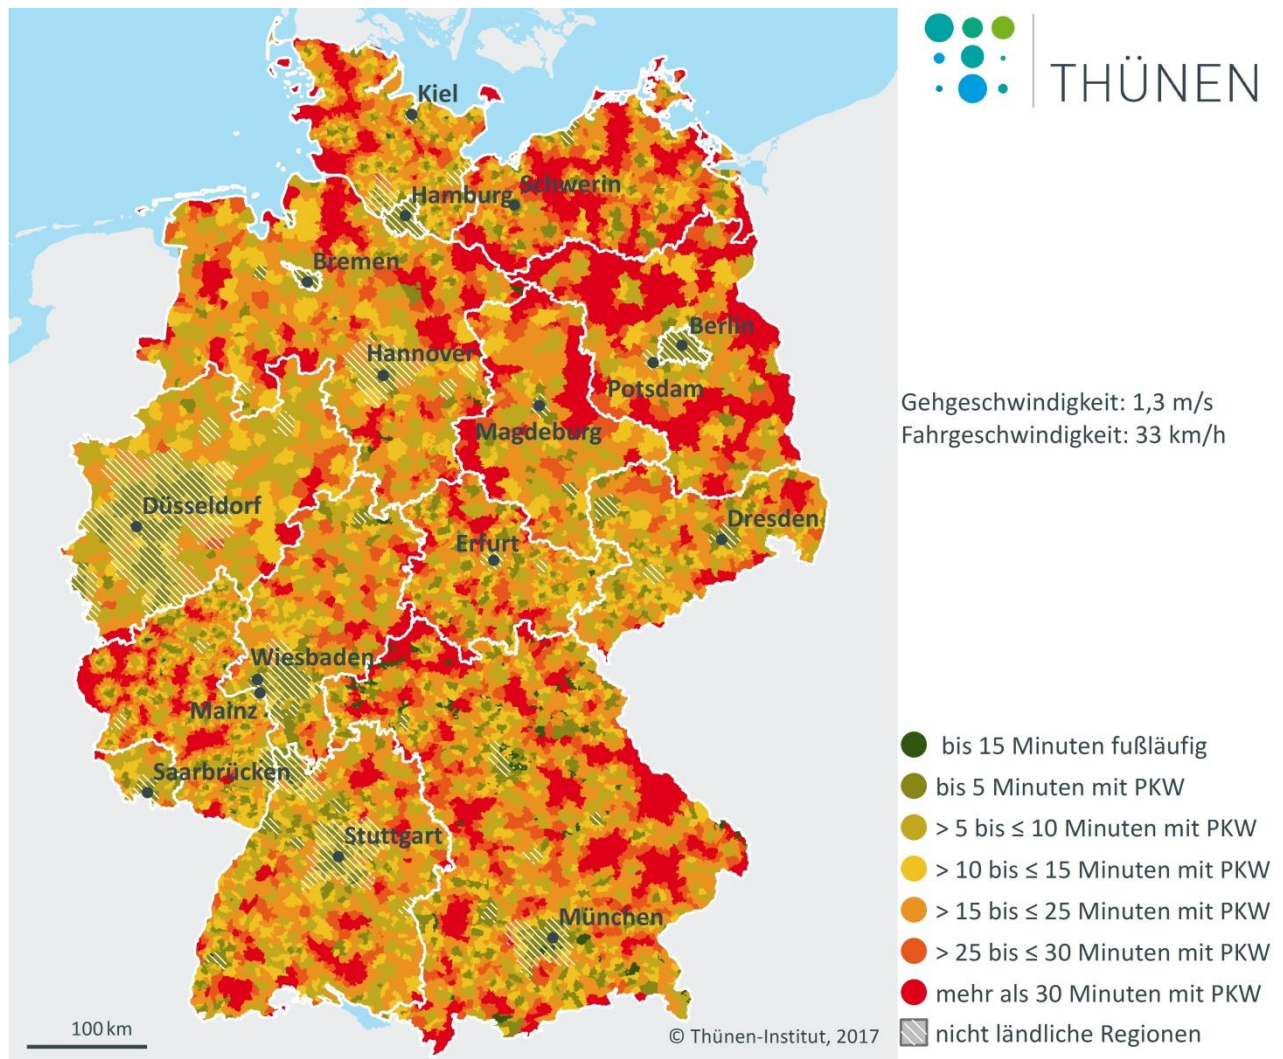 THÜNEN
Kiel
Hamburg
Schwerin
Bremen
Berlin
Hannover
Potsdam
Magdeburg
Düsseldorf
Dresden
Erfurt
Wiesbaden
Mainz
Saarbrücken
Stuttgart
München
Gehgeschwindigkeit: 1,3 m/s
Fahrgeschwindigkeit: 33 km/h
bis 15 Minuten fußläufig
bis 5 Minuten mit PKW
> 5 bis ≤ 10 Minuten mit PKW
> 10 bis ≤ 15 Minuten mit PKW
> 15 bis ≤ 25 Minuten mit PKW
> 25 bis ≤ 30 Minuten mit PKW
mehr als 30 Minuten mit PKW
nicht ländliche Regionen
100 km
© Thünen-Institut, 2017